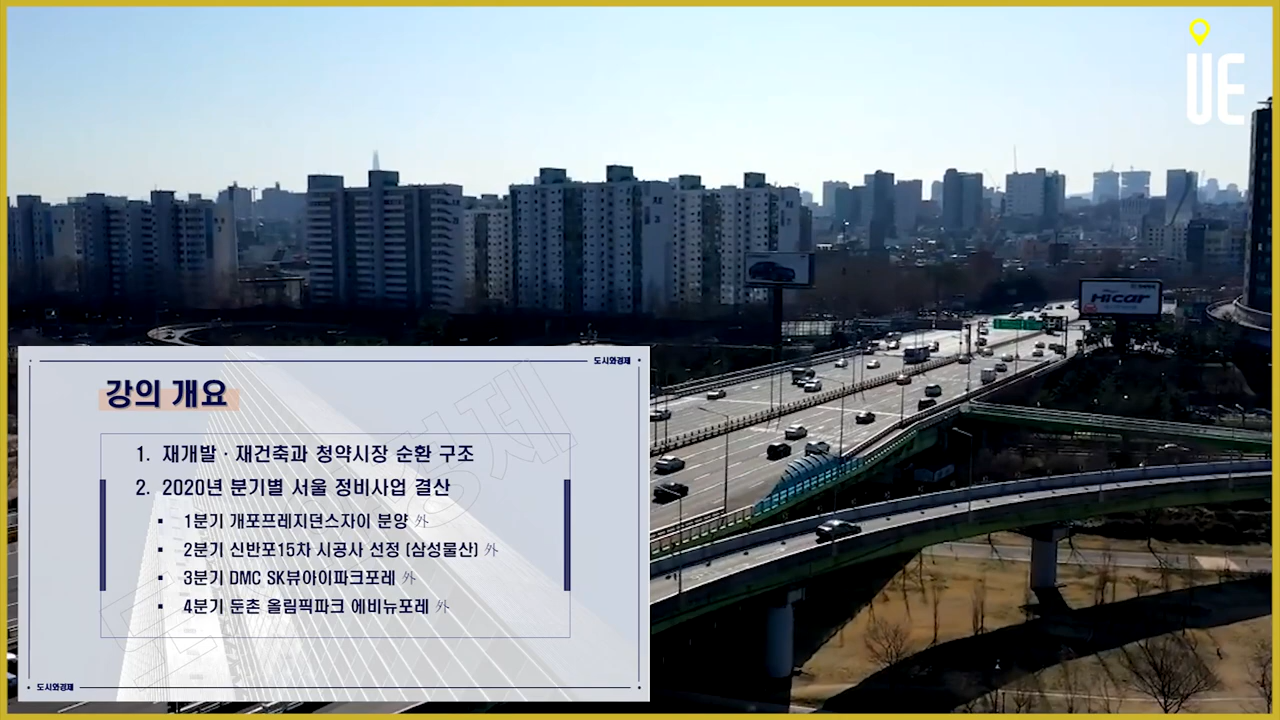 UE
HiCar
도시와경제
강의 개요
1. 재개발 · 재건축과 청약시장 순환 구조
2. 2020년 분기별 서울 정비사업 결산
▪ 1분기 개포프레지던스자이 분양 外
▪ 2분기 신반포15차 시공사 선정 (삼성물산) 外
▪ 3분기 DMC SK뷰아이파크포레 外
▪ 4분기 둔촌 올림픽파크 에비뉴포레 外
도시와경제